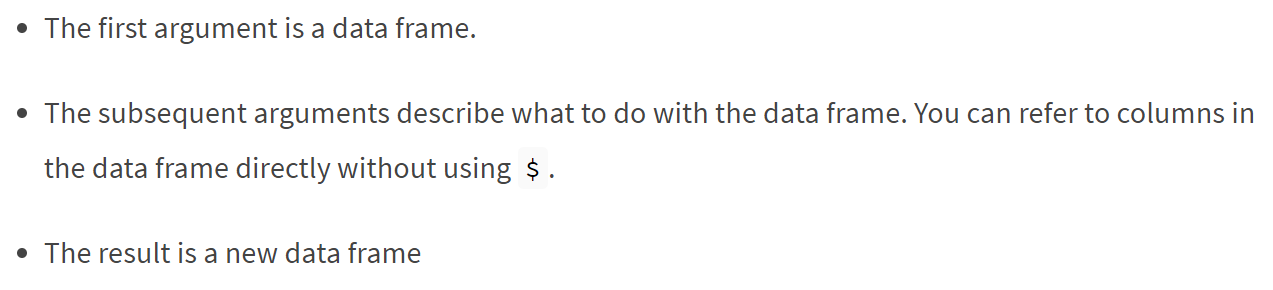 • The first argument is a data frame.
• The subsequent arguments describe what to do with the data frame. You can refer to columns in
the data frame directly without using $ .
• The result is a new data frame